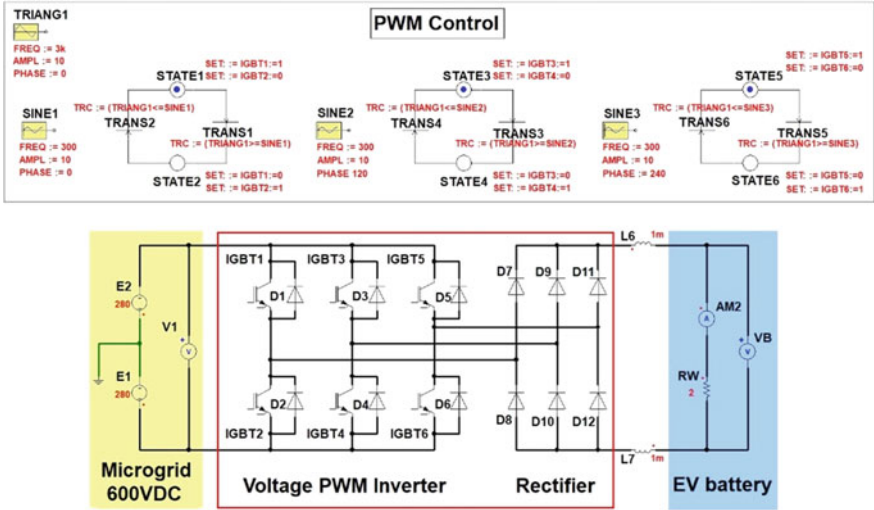 TRIANG1
FREQ := 3k
AMPL := 10
PHASE := 0
PWM Control
SINE1
FREQ := 300
AMPL := 10
PHASE := 0
STATE1
SET: := IGBT1:=1
SET: := IGBT2:=0
TRC := (TRIANG1<=SINE1)
TRANS2
TRANS1
TRC := (TRIANG1>=SINE1)
STATE2
SET: := IGBT1:=0
SET: := IGBT2:=1
SINE2
FREQ := 300
AMPL := 10
PHASE 120
STATE3
SET: := IGBT3:=1
SET: := IGBT4:=0
TRC := (TRIANG1<=SINE2)
TRANS4
TRANS3
TRC := (TRIANG1>=SINE2)
STATE4
SET: := IGBT3:=0
SET: := IGBT4:=1
SINE3
FREQ := 300
AMPL := 10
PHASE := 240
STATE5
SET: := IGBT5:=1
SET: := IGBT6:=0
TRC := (TRIANG1<=SINE3)
TRANS6
TRANS5
TRC := (TRIANG1>=SINE3)
STATE6
SET: := IGBT5:=0
SET: := IGBT6:=1
E2
280
V1
V
E1
280
Microgrid
600VDC
IGBT1
IGBT3
IGBT5
D1
D3
D5
D2
D4
D6
IGBT2
IGBT4
IGBT6
Voltage PWM Inverter
D7
D9
D11
D8
D10
D12
Rectifier
L6
1m
L7
1m
AM2
A
VB
V
RW
2
EV battery